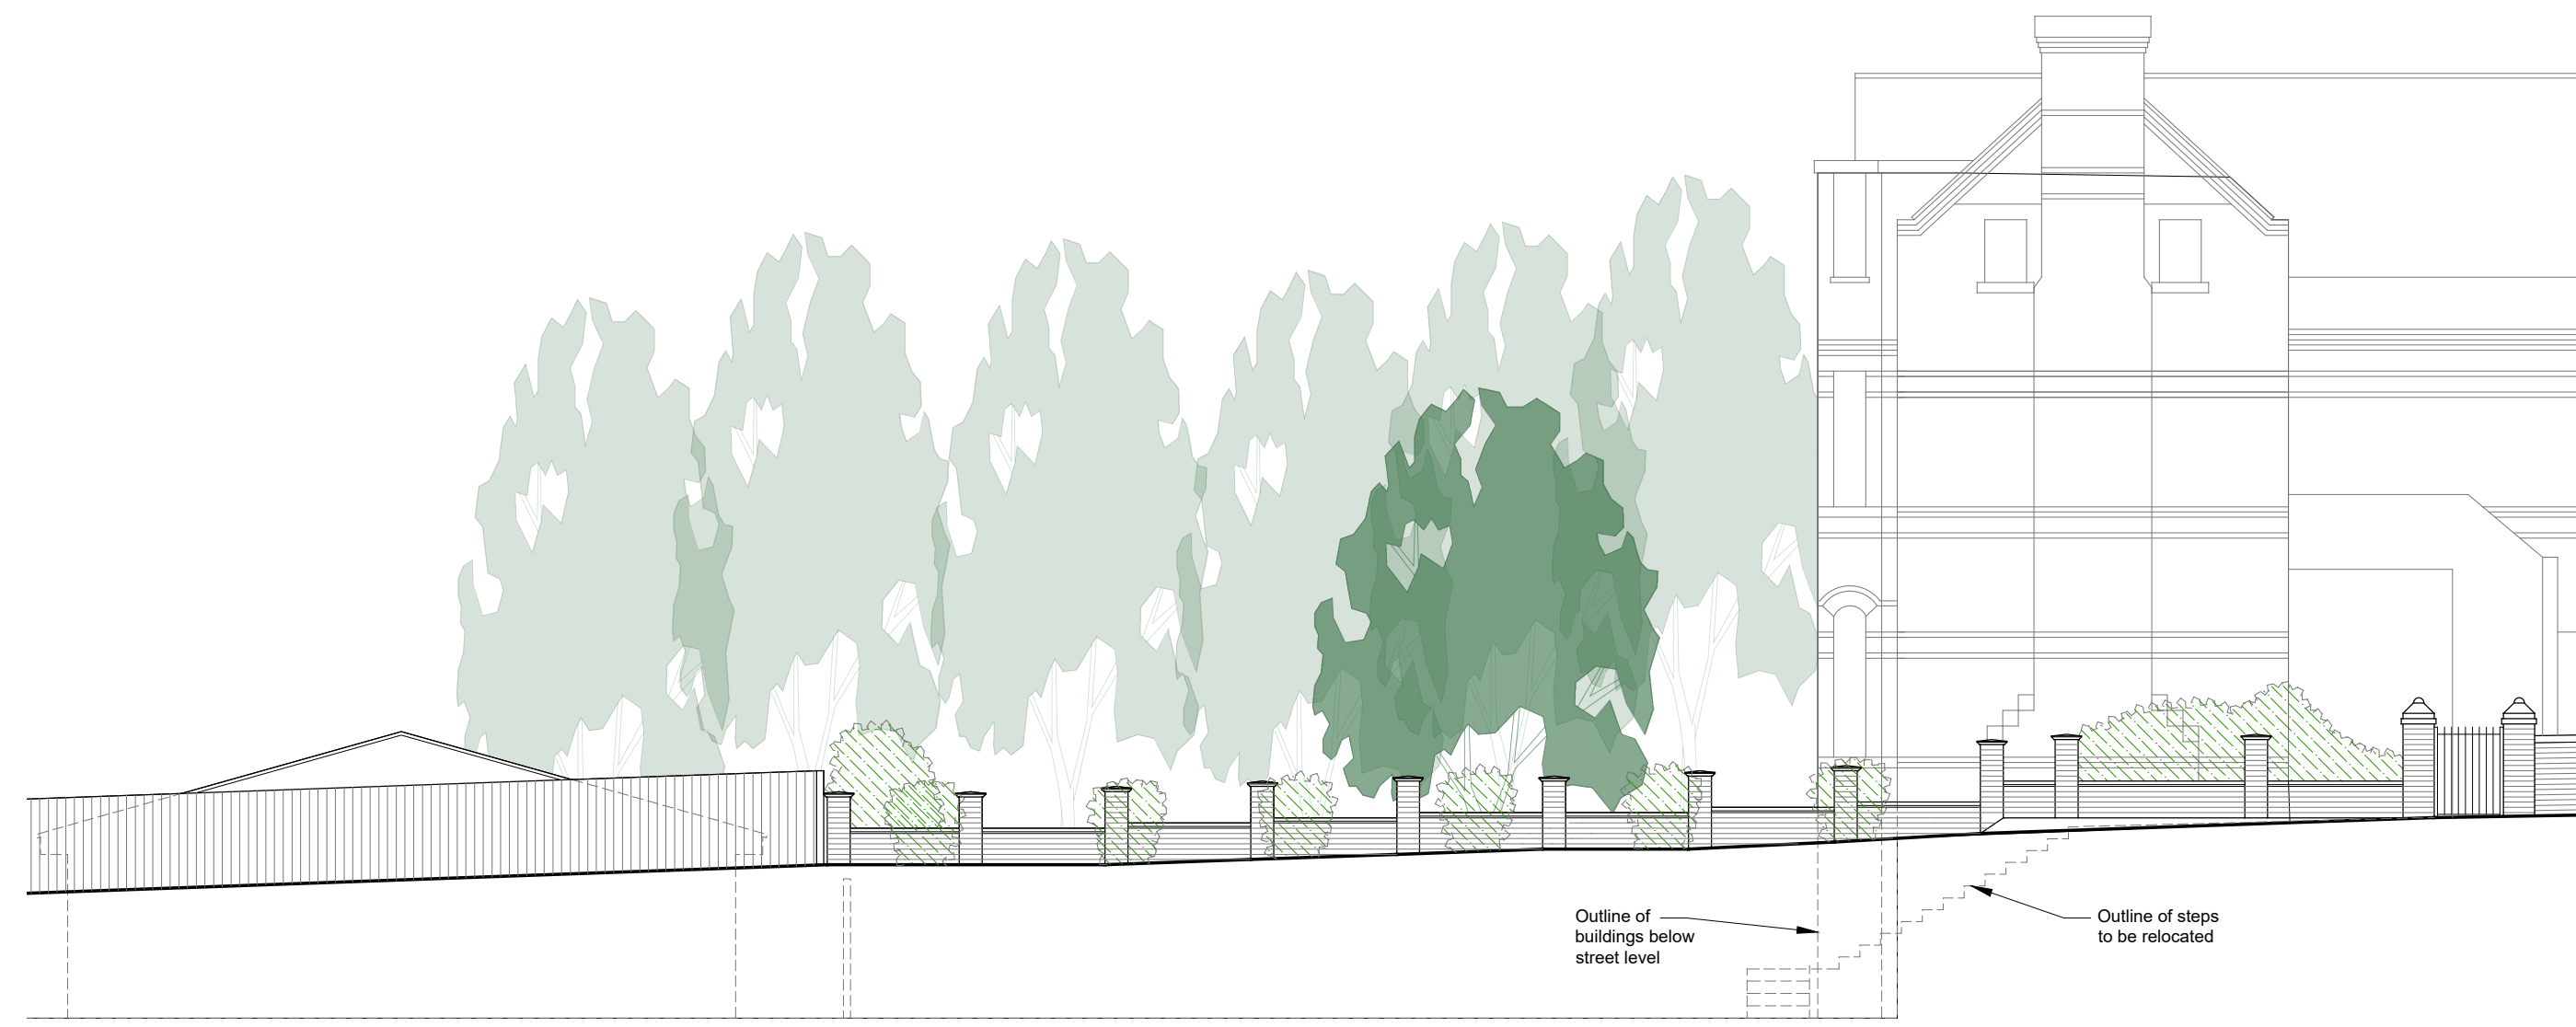 Outline of
buildings below
street level
Outline of steps
to be relocated